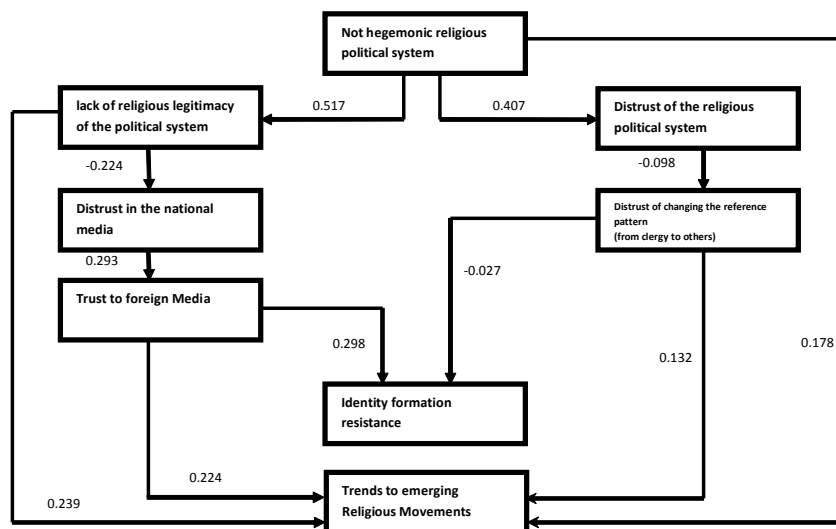 Not hegemonic religious
political system
lack of religious legitimacy
of the political system
0.517
0.407
Distrust of the religious
political system
-0.224
-0.098
Distrust in the national
media
Distrust of changing the reference
pattern
(from clergy to others)
0.293
-0.027
Trust to foreign Media
0.298
0.132
0.178
Identity formation
resistance
0.224
0.239
Trends to emerging
Religious Movements